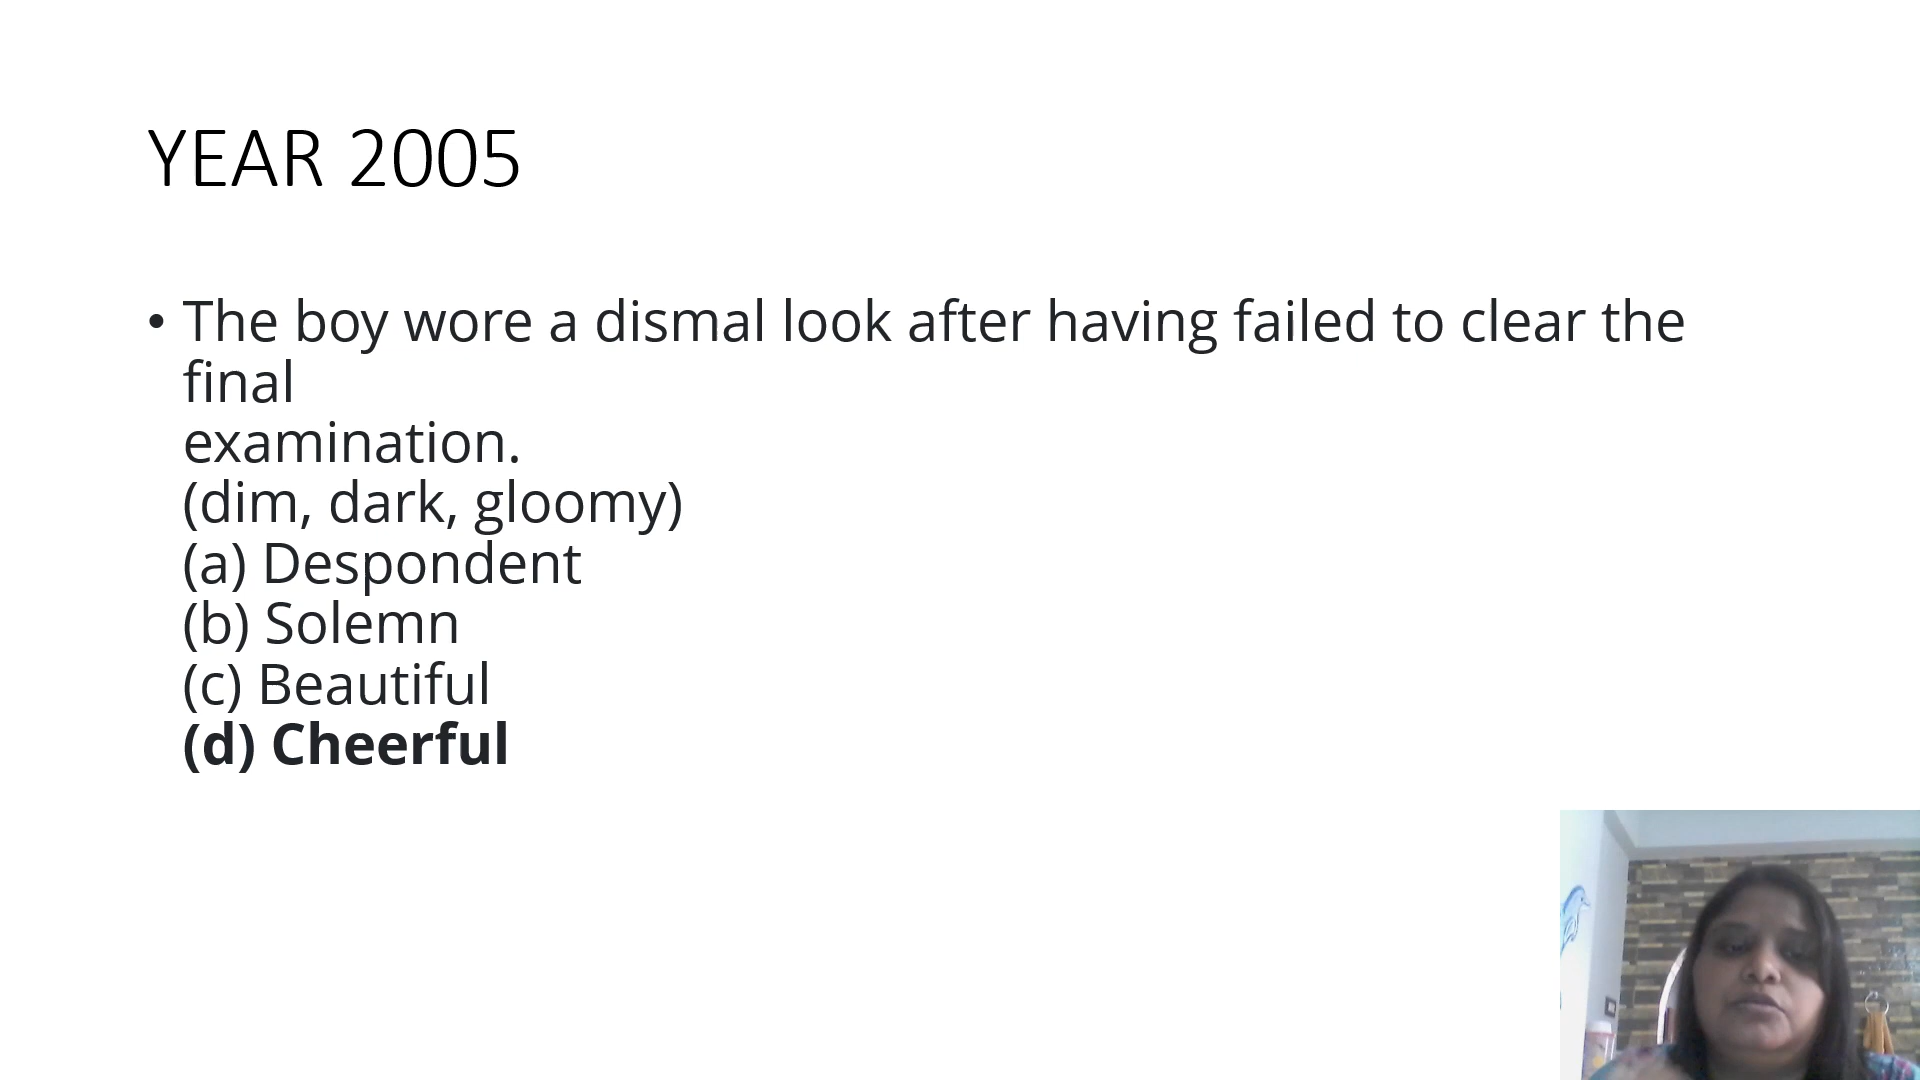 YEAR 2005
• The boy wore a dismal look after having failed to clear the
final
examination.
(dim, dark, gloomy)
(a) Despondent
(b) Solemn
(c) Beautiful
(d) Cheerful